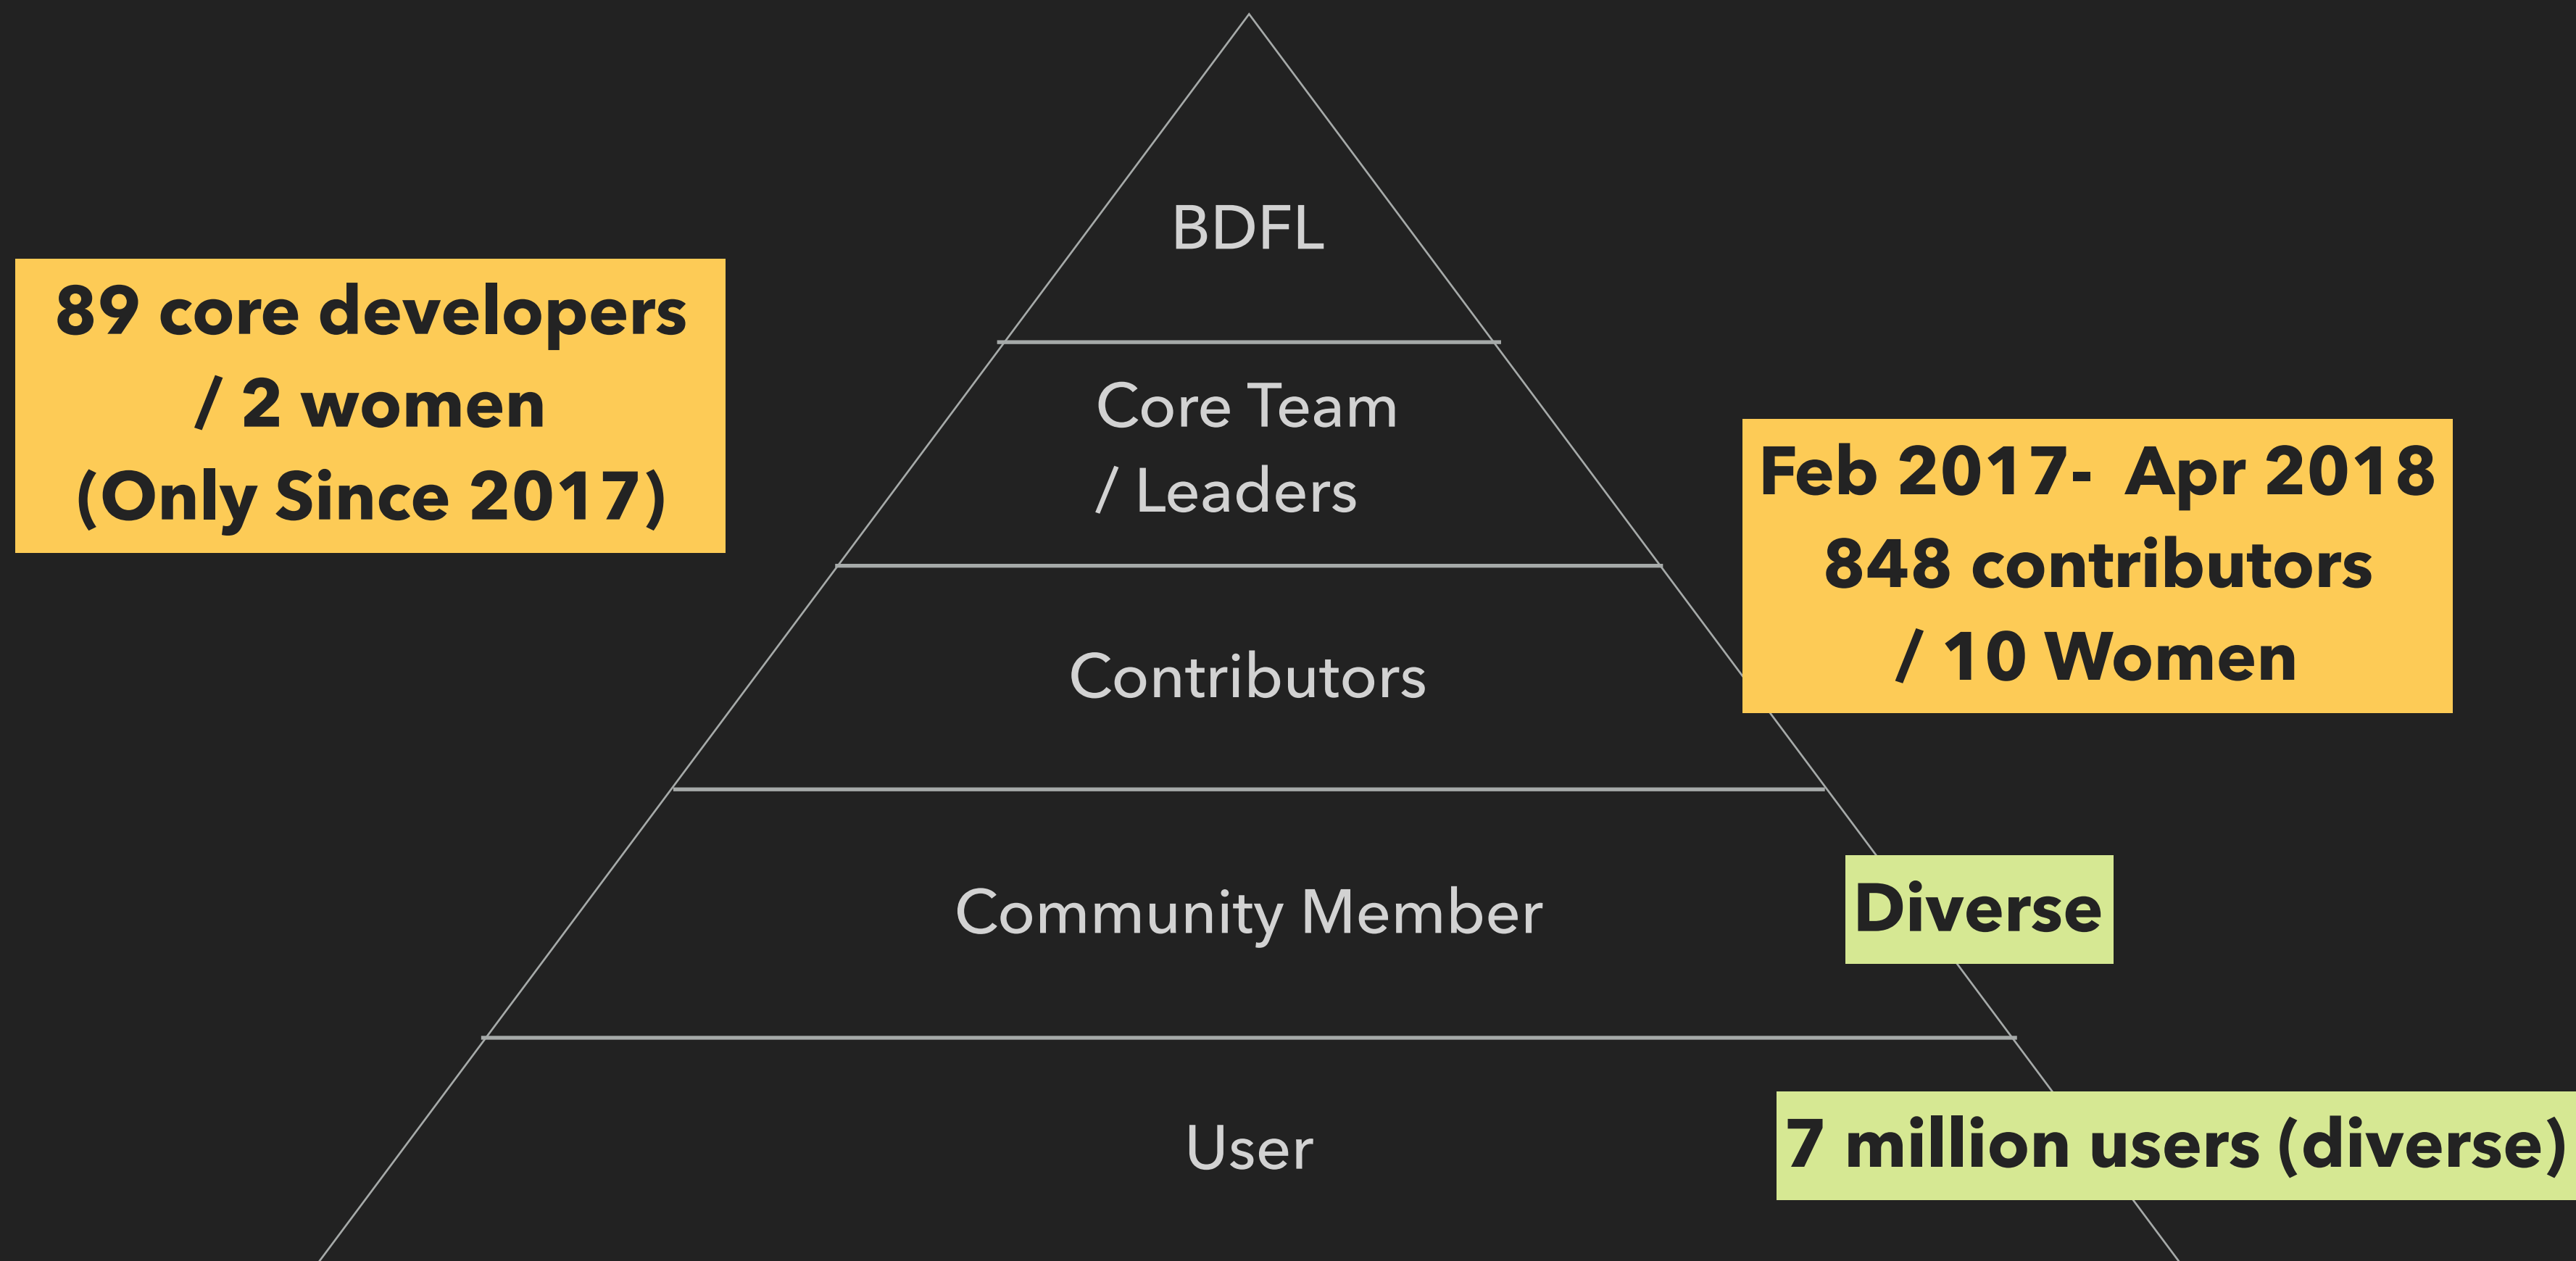 BDFL
89 core developers
/ 2 women
(Only Since 2017)
Core Team
/ Leaders
Feb 2017-  Apr 2018
848 contributors
/ 10 Women
Contributors
Community Member
Diverse
User
7 million users (diverse)